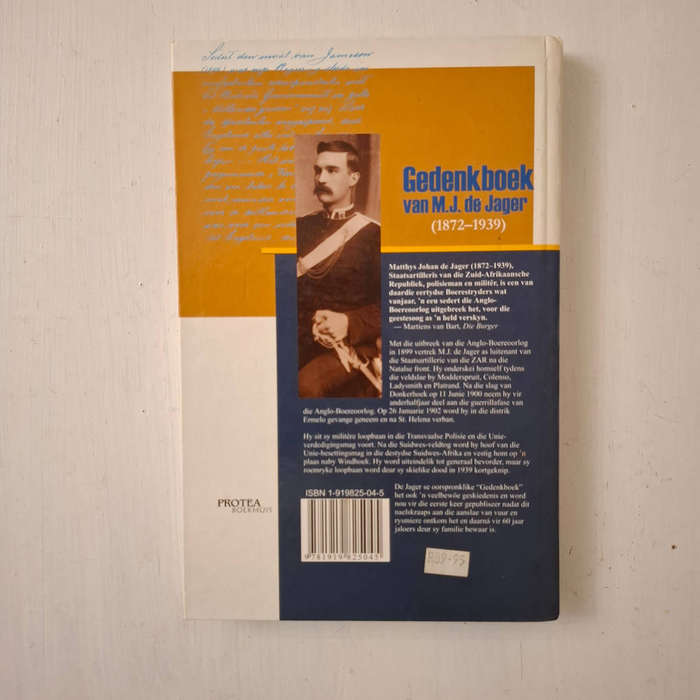 Sedert den inval van Jameson
Gedenkboek
van M.J. de Jager
(1872–1939)
Matthys Johan de Jager (1872–1939),
Staatsartilleris van die Zuid-Afrikaansche
Republiek, polisieman en militêr, is een van
daardie eertydse Boerestryders wat
vanjaar, 'n eeu sedert die Anglo-
Boereoorlog uitgebreek het, voor die
geestesoog as 'n held verskyn.
— Martiens van Bart, Die Burger
Met die uitbreek van die Anglo-Boereoorlog
in 1899 vertrek M.J. de Jager as luitenant van
die Staatsartillerie van die ZAR na die
Natalse front. Hy onderskei homself tydens
die veldslae by Modderspruit, Colenso,
Ladysmith en Platrand. Na die slag van
Donkerhoek op 11 Junie 1900 neem hy vir
anderhalfjaar deel aan die guerrillafase van
die Anglo-Boereoorlog. Op 26 Januarie 1902 word hy in die distrik
Ermelo gevange geneem en na St. Helena verban.
Hy sit sy militêre loopbaan in die Transvaalse Polisie en die Unie-
verdedigingsmag voort. Na die Suidwes-veldtog word hy hoof van die
Unie-besettingsmag in die destydse Suidwes-Afrika en vestig hom op 'n
plaas naby Windhoek. Hy word uiteindelik tot generaal bevorder, maar sy
roemryke loopbaan word deur sy skielike dood in 1939 kortgeknip.
De Jager se oorspronklike "Gedenkboek"
het ook 'n veelbewoë geskiedenis en word
nou vir die eerste keer gepubliseer nadat dit
naelskraaps aan die aanslae van vuur en
rysmiere ontkom het en daarná vir 60 jaar
jaloers deur sy familie bewaar is.
ISBN 1-919825-04-5
9 781919 825045
PROTEA
BOEKHUIS
R89-95